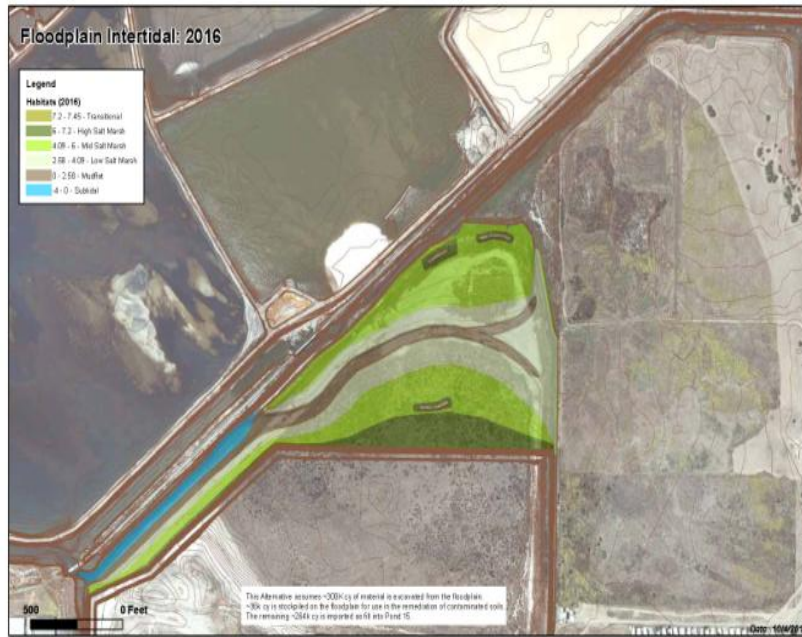 Floodplain Intertidal: 2016
Legend
Habitats (2016)
7.2 - 7.45 - Transitional
6 - 7.2 - High Salt Marsh
4.09 - 6 - Mid Salt Marsh
2.58 - 4.09 - Low Salt Marsh
0 - 2.58 - Mudflat
-4 - 0 - Subtidal
This Alternative assumes ~300K cy of material is excavated from the floodplain.
~36k cy is stockpiled on the floodplain for use in the remediation of contaminated soils.
The remaining ~264k cy is imported as fill into Pond 15.
500 0 Feet
Date: